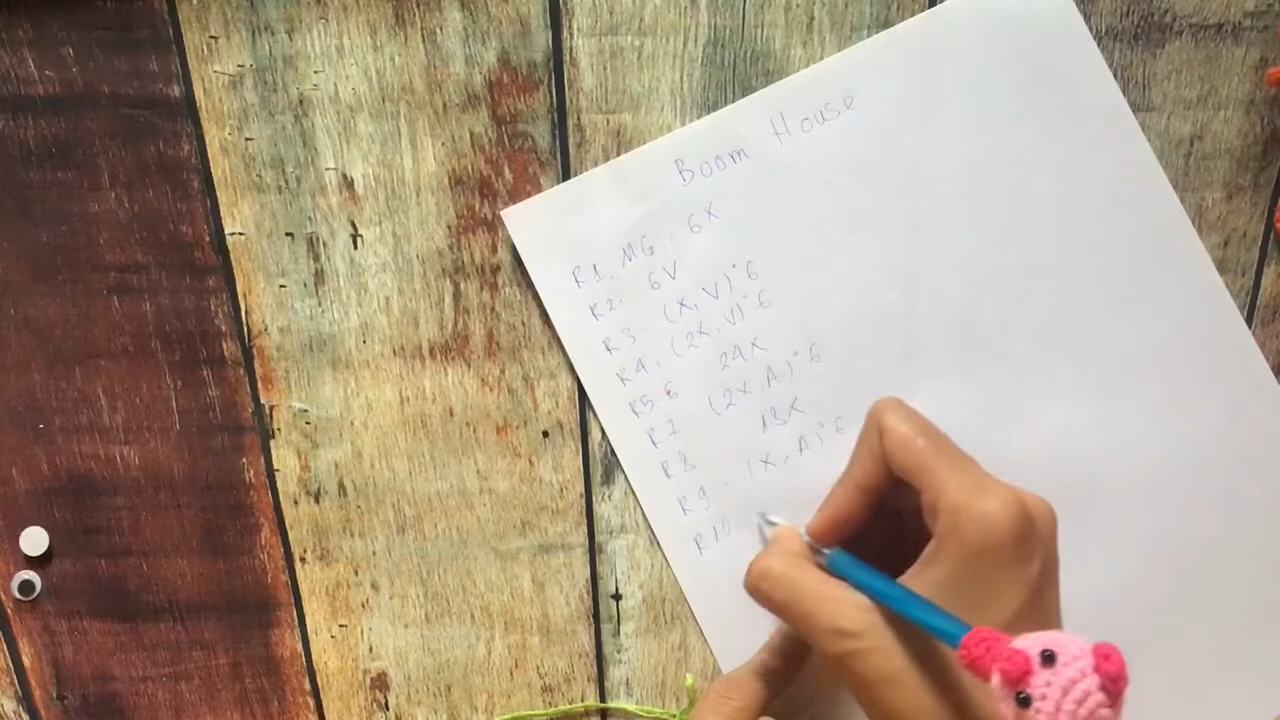 Boom House
R1. MG, 6X
R2. 6V
R3. (X, V)*6
R4. (2X, V)*6
R5-6 24X
R7 (2X, A)*6
R8 18X
R9. (X, A)*6
R10